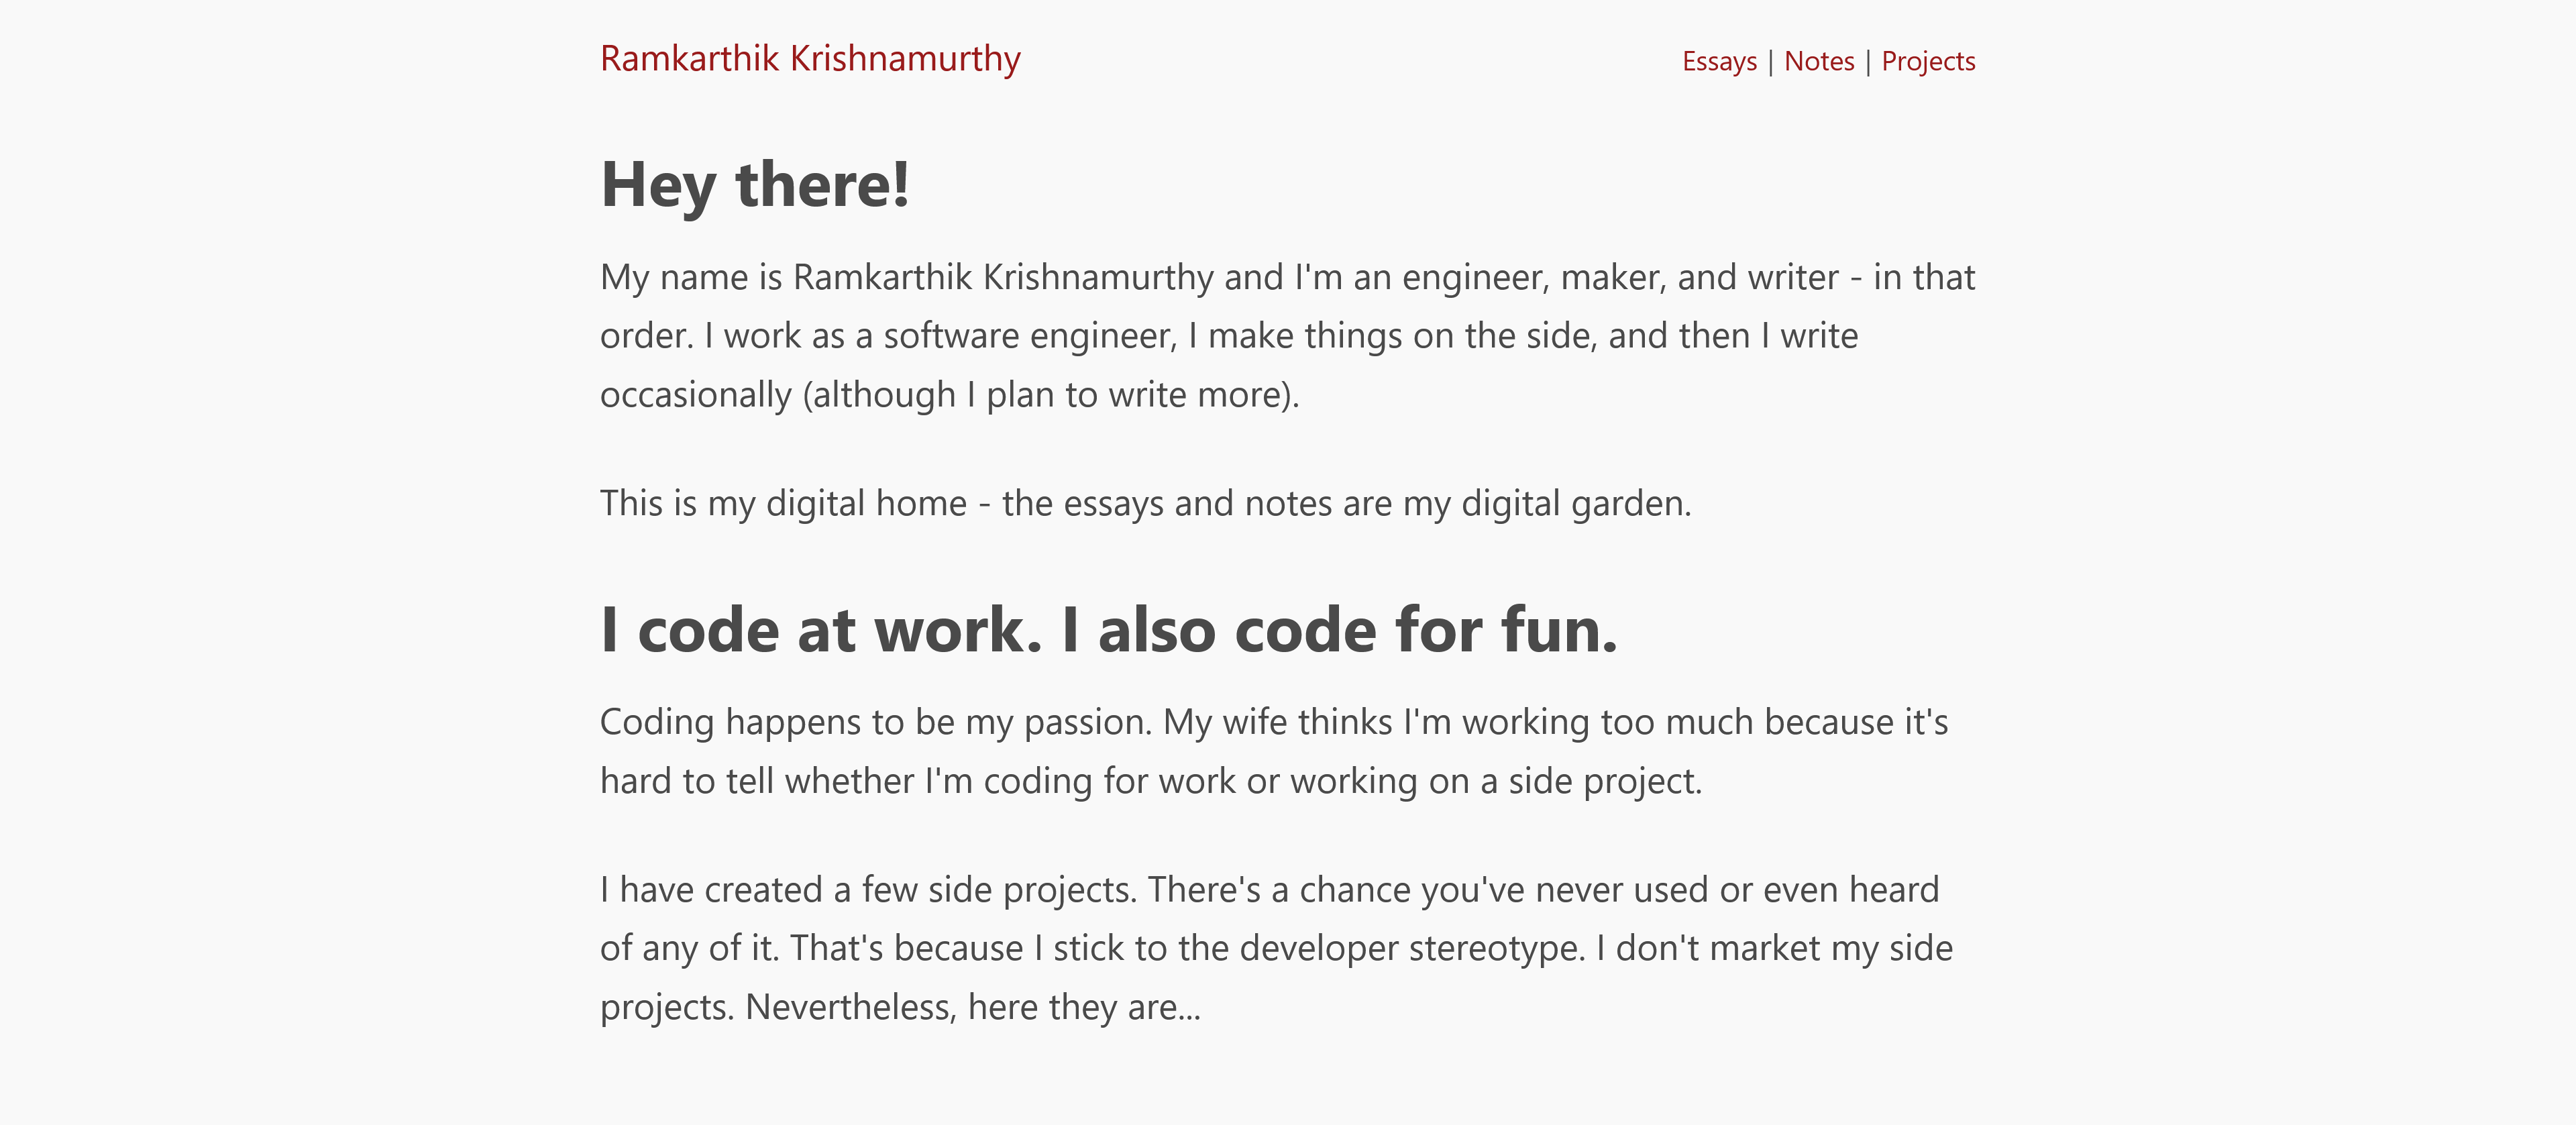 Ramkarthik Krishnamurthy
Essays | Notes | Projects
Hey there!
My name is Ramkarthik Krishnamurthy and I'm an engineer, maker, and writer - in that
order. I work as a software engineer, I make things on the side, and then I write
occasionally (although I plan to write more).
This is my digital home - the essays and notes are my digital garden.
I code at work. I also code for fun.
Coding happens to be my passion. My wife thinks I'm working too much because it's
hard to tell whether I'm coding for work or working on a side project.
I have created a few side projects. There's a chance you've never used or even heard
of any of it. That's because I stick to the developer stereotype. I don't market my side
projects. Nevertheless, here they are...